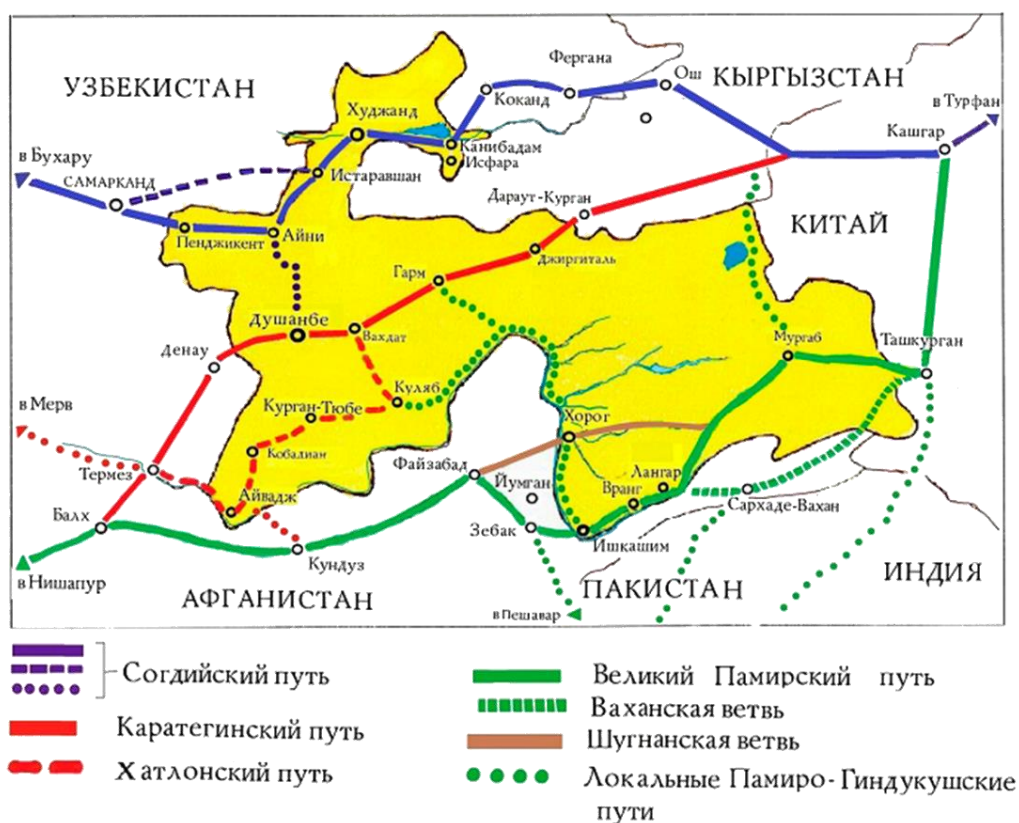 УЗБЕКИСТАН
Фергана
Ош
КЫРГЫЗСТАН
Коканд
в Турфан
Худжанд
Кашгар
Канибадам
Исфара
в Бухару
САМАРКАНД
Истаравшан
Дараут-Курган
КИТАЙ
Пенджикент
Айни
Гарм
Джиргиталь
Душанбе
Вахдат
Мургаб
Ташкурган
Денау
Куляб
в Мерв
Курган-Тюбе
Хорог
Кобадиан
Файзабад
Термез
Йумган
Лангар
Вранг
Айвадж
Сархаде-Вахан
Балх
Зебак
Ишкашим
Кундуз
в Нишапур
АФГАНИСТАН
ПАКИСТАН
ИНДИЯ
в Пешавар
Согдийский путь
Каратегинский путь
Хатлонский путь
Великий Памирский путь
Ваханская ветвь
Шугнанская ветвь
Локальные Памиро-Гиндукушские
пути